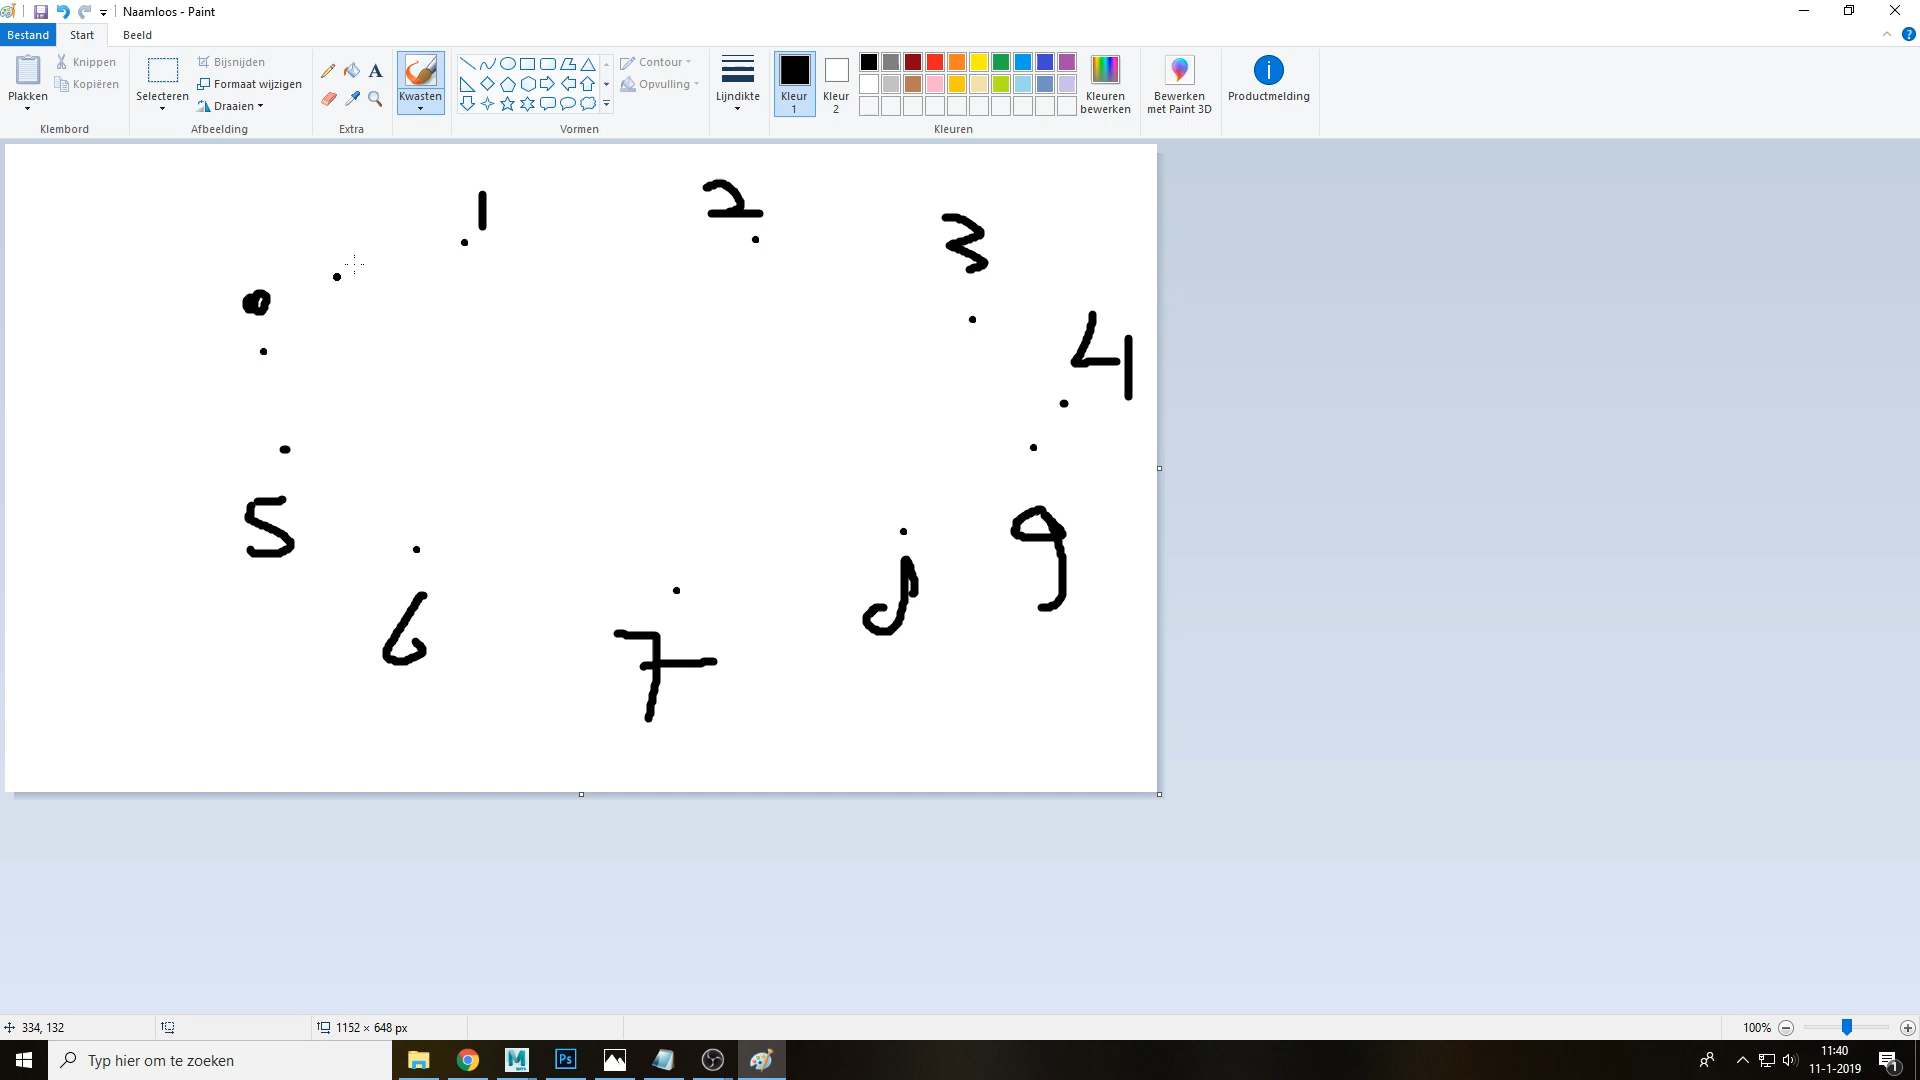 Naamloos - Paint
Bestand Start Beeld
Plakken
Knippen
Kopiëren
Klembord
Selecteren
Bijsnijden
Formaat wijzigen
Draaien
Afbeelding
A
Extra
Kwasten
Contour
Opvulling
Vormen
Lijndikte
Kleur 1
Kleur 2
Kleuren bewerken
Kleuren
Bewerken met Paint 3D
Productmelding
1
2
3
0
4
5
9
6
7
334, 132
1152 × 648 px
100%
Typ hier om te zoeken
Ps
11:40
11-1-2019
1